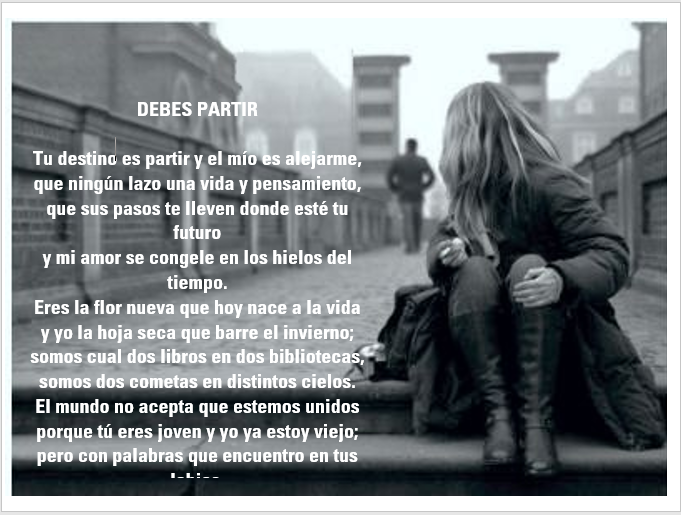 DEBES PARTIR
Tu destino es partir y el mío es alejarme,
que ningún lazo una vida y pensamiento,
que sus pasos te lleven donde esté tu
futuro
y mi amor se congele en los hielos del
tiempo.
Eres la flor nueva que hoy nace a la vida
y yo la hoja seca que barre el invierno;
somos cual dos libros en dos bibliotecas,
somos dos cometas en distintos cielos.
El mundo no acepta que estemos unidos
porque tú eres joven y yo ya estoy viejo;
pero con palabras que encuentro en tus